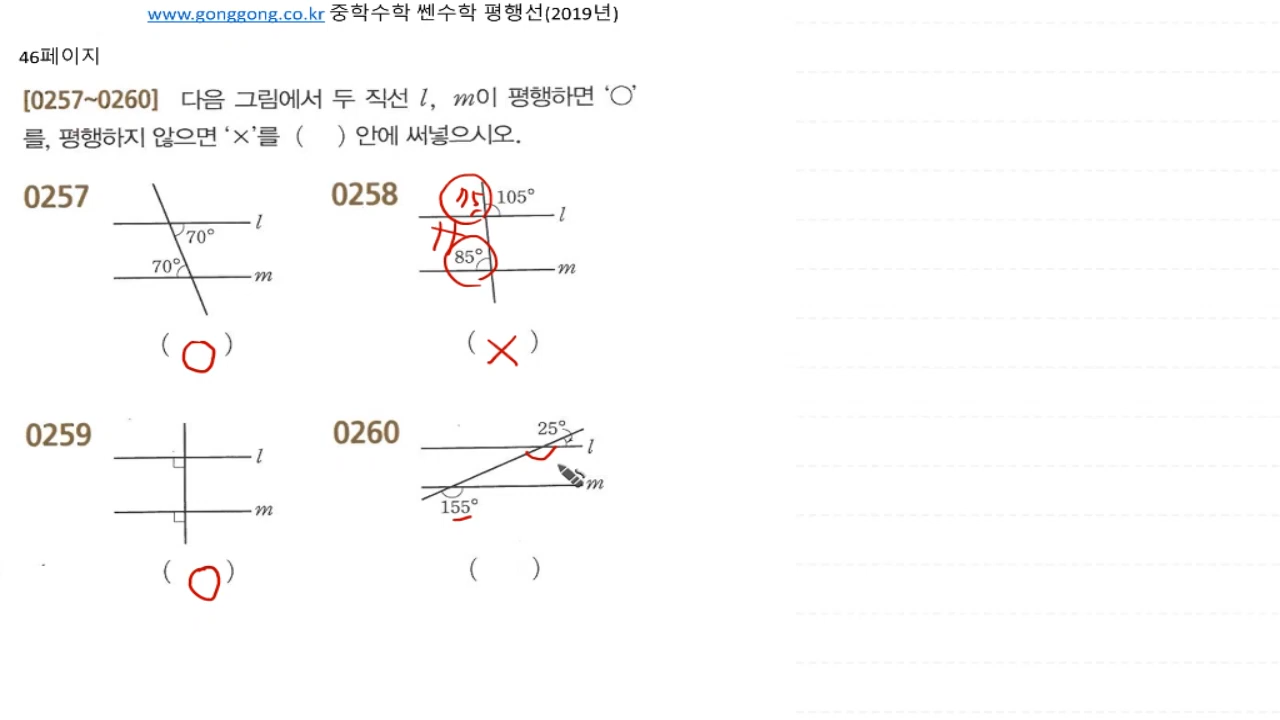 www.gonggong.co.kr 중학수학 쎈수학 평행선(2019년)
46페이지
[0257~0260] 다음 그림에서 두 직선 l, m이 평행하면 ‘○’
를, 평행하지 않으면 ‘×’를 ( ) 안에 써넣으시오.
0257
l
70°
70°
m
( O )
0258
75
105°
l
85°
m
( × )
0259
l
m
( O )
0260
25°
l
m
155°
( )